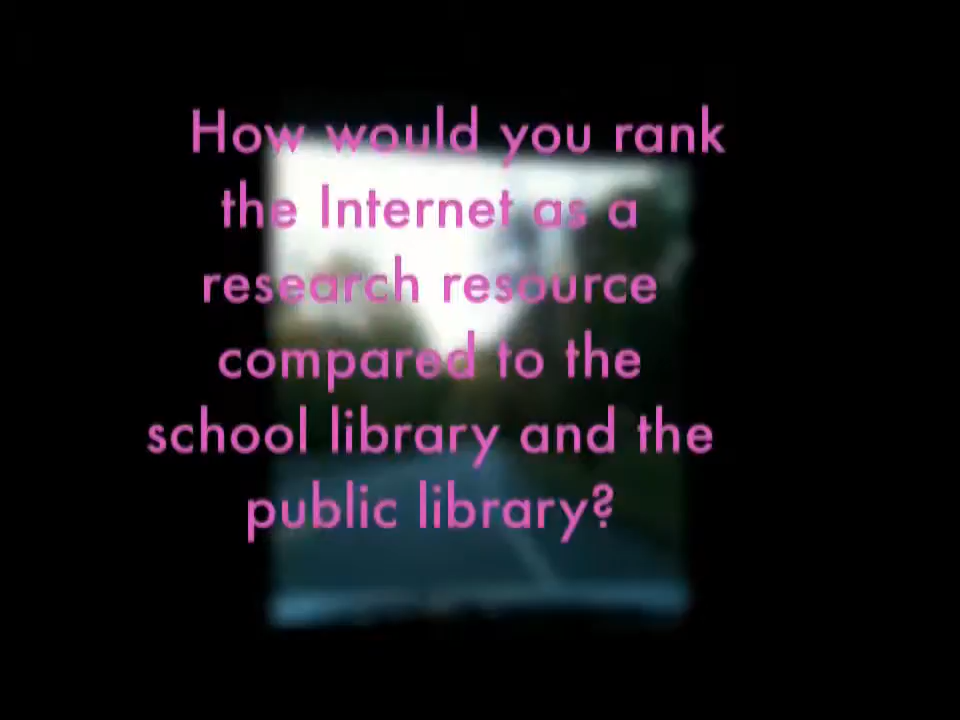 How would you rank
the Internet as a
research resource
compared to the
school library and the
public library?